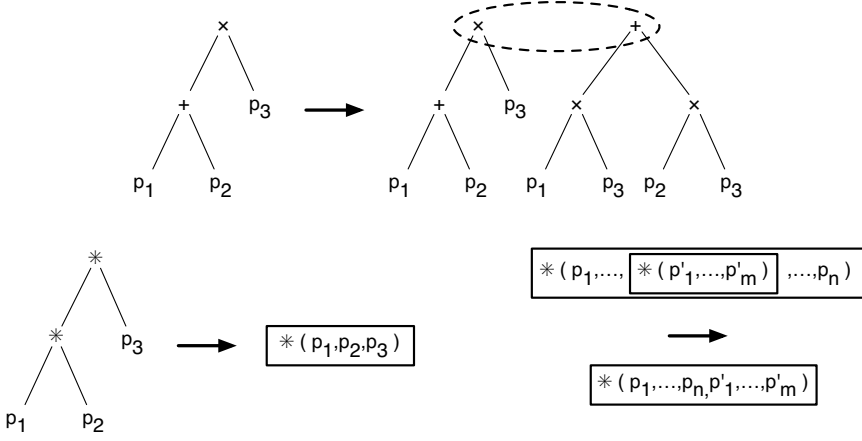 ×
+ p3
p1 p2
× +
+ p3 × ×
p1 p2 p1 p3 p2 p3
✳
✳ p3
p1 p2
✳ ( p1,p2,p3 )
✳ ( p1,..., ✳ ( p'1,...,p'm ) ,...,pn )
✳ ( p1,...,pn,p'1,...,p'm )